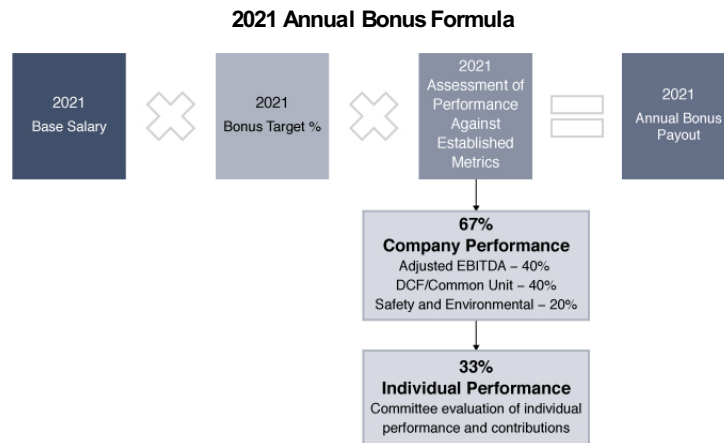 2021 Annual Bonus Formula
2021
Base Salary
2021
Bonus Target %
2021
Assessment of
Performance
Against
Established
Metrics
2021
Annual Bonus
Payout
67%
Company Performance
Adjusted EBITDA – 40%
DCF/Common Unit – 40%
Safety and Environmental – 20%
33%
Individual Performance
Committee evaluation of individual
performance and contributions